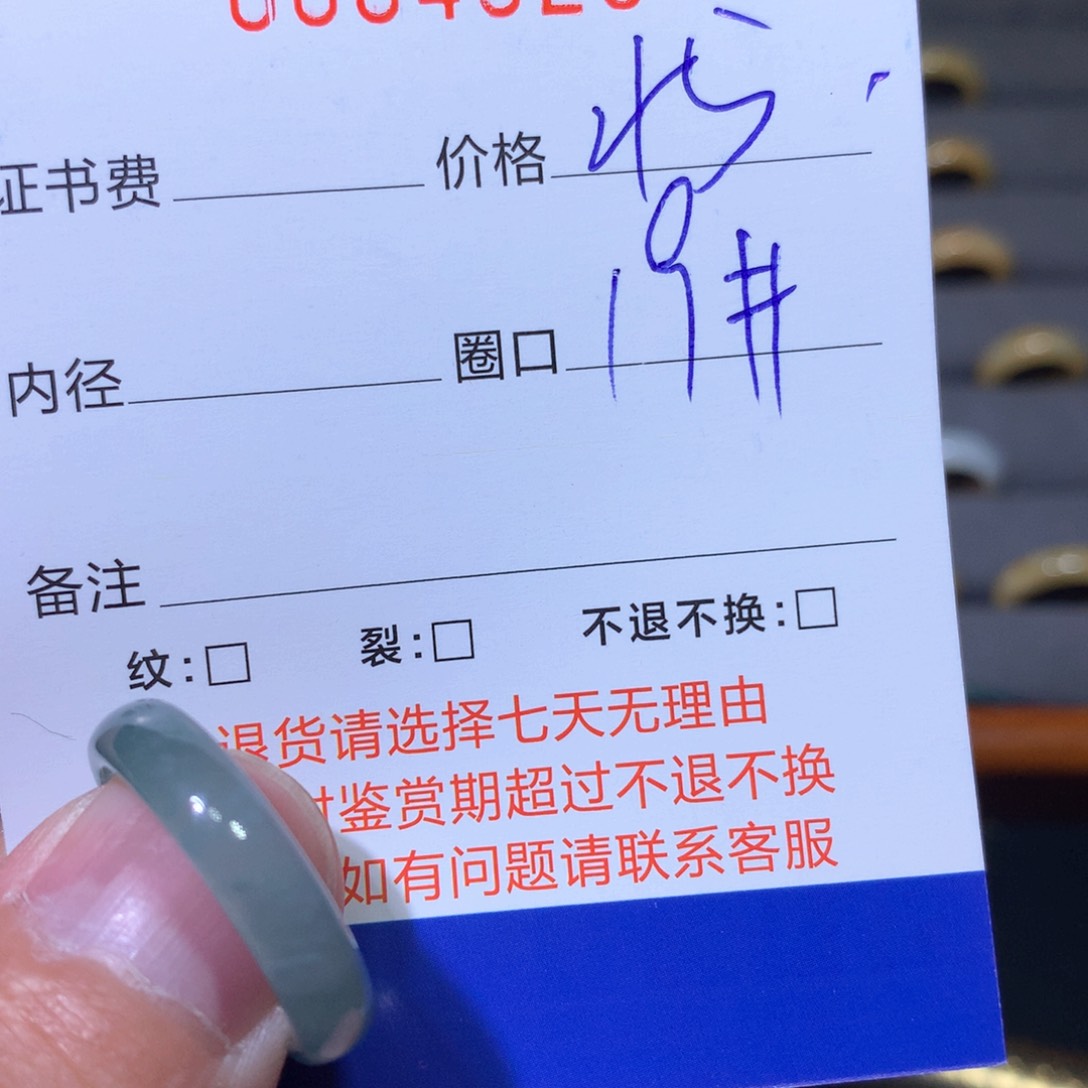 证书费 价格
内径 圈口 19#
备注
纹:□ 裂:□ 不退不换:□
退货请选择七天无理由
时鉴赏期超过不退不换
如有问题请联系客服